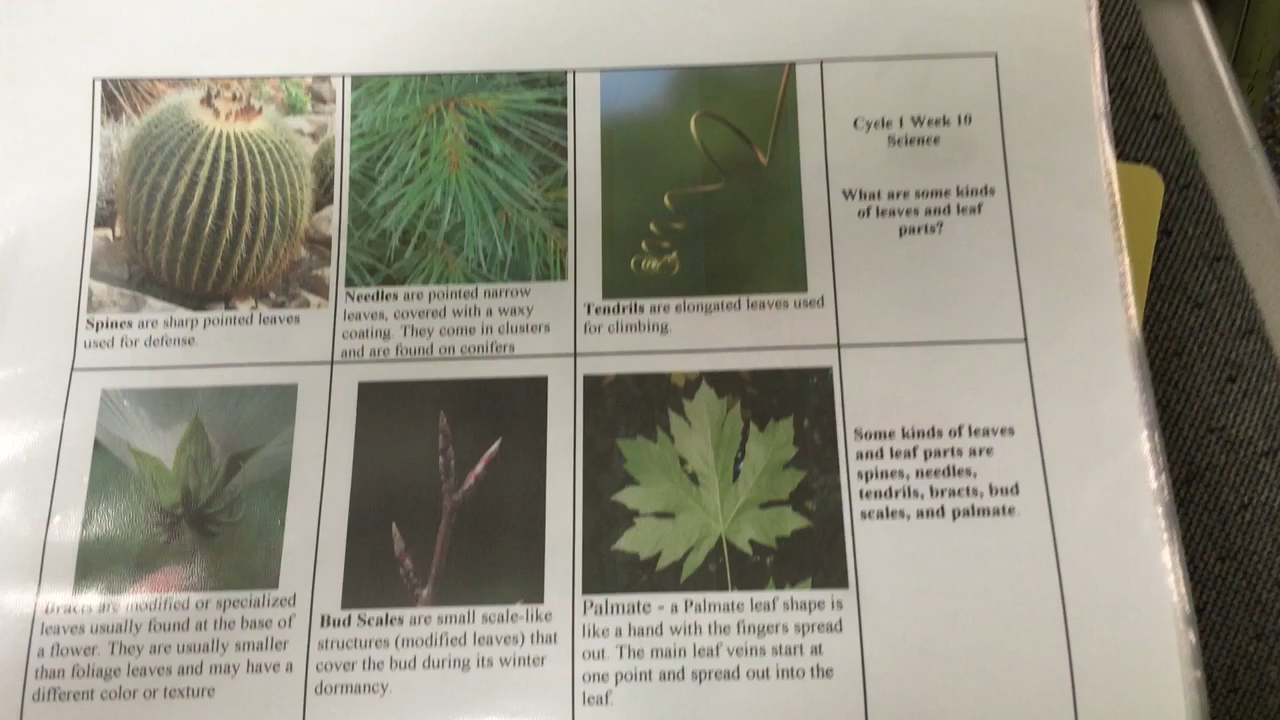 Spines are sharp pointed leaves
used for defense.
Needles are pointed narrow
leaves, covered with a waxy
coating. They come in clusters
and are found on conifers
Tendrils are elongated leaves used
for climbing.
Cycle 1 Week 10
Science
What are some kinds
of leaves and leaf
parts?
Bracts are modified or specialized
leaves usually found at the base of
a flower. They are usually smaller
than foliage leaves and may have a
different color or texture
Bud Scales are small scale-like
structures (modified leaves) that
cover the bud during its winter
dormancy.
Palmate - a Palmate leaf shape is
like a hand with the fingers spread
out. The main leaf veins start at
one point and spread out into the
leaf.
Some kinds of leaves
and leaf parts are
spines, needles,
tendrils, bracts, bud
scales, and palmate.